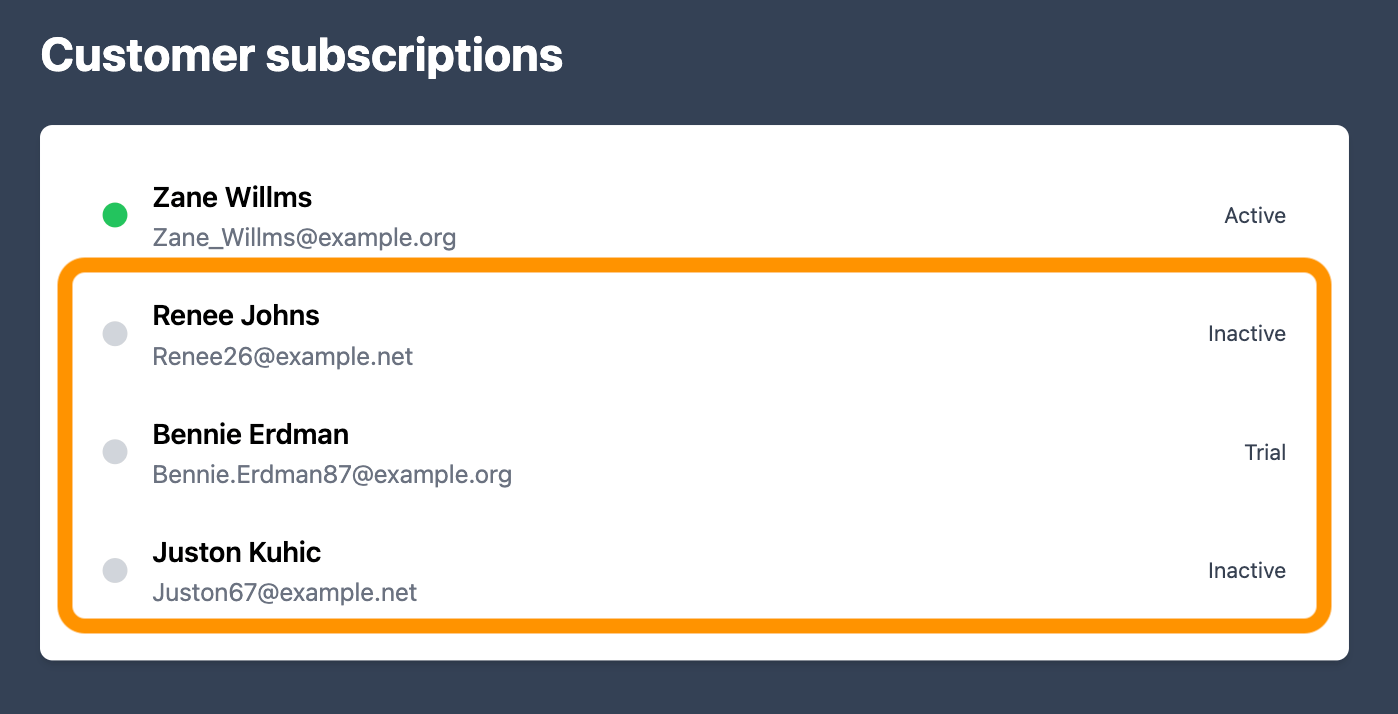 Customer subscriptions
Zane Willms
Zane_Willms@example.org
Active
Renee Johns
Renee26@example.net
Inactive
Bennie Erdman
Bennie.Erdman87@example.org
Trial
Juston Kuhic
Juston67@example.net
Inactive